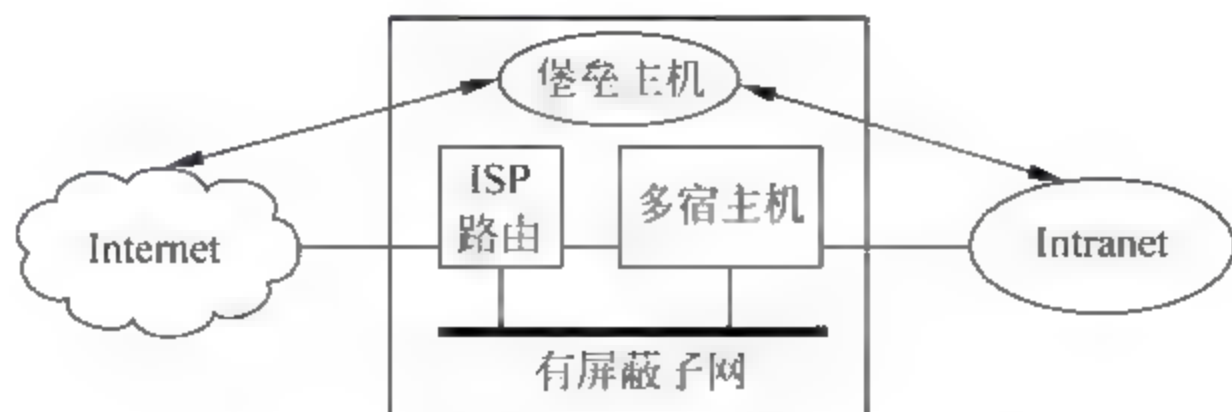 堡垒主机
ISP
路由
多宿主机
Internet
Intranet
有屏蔽子网